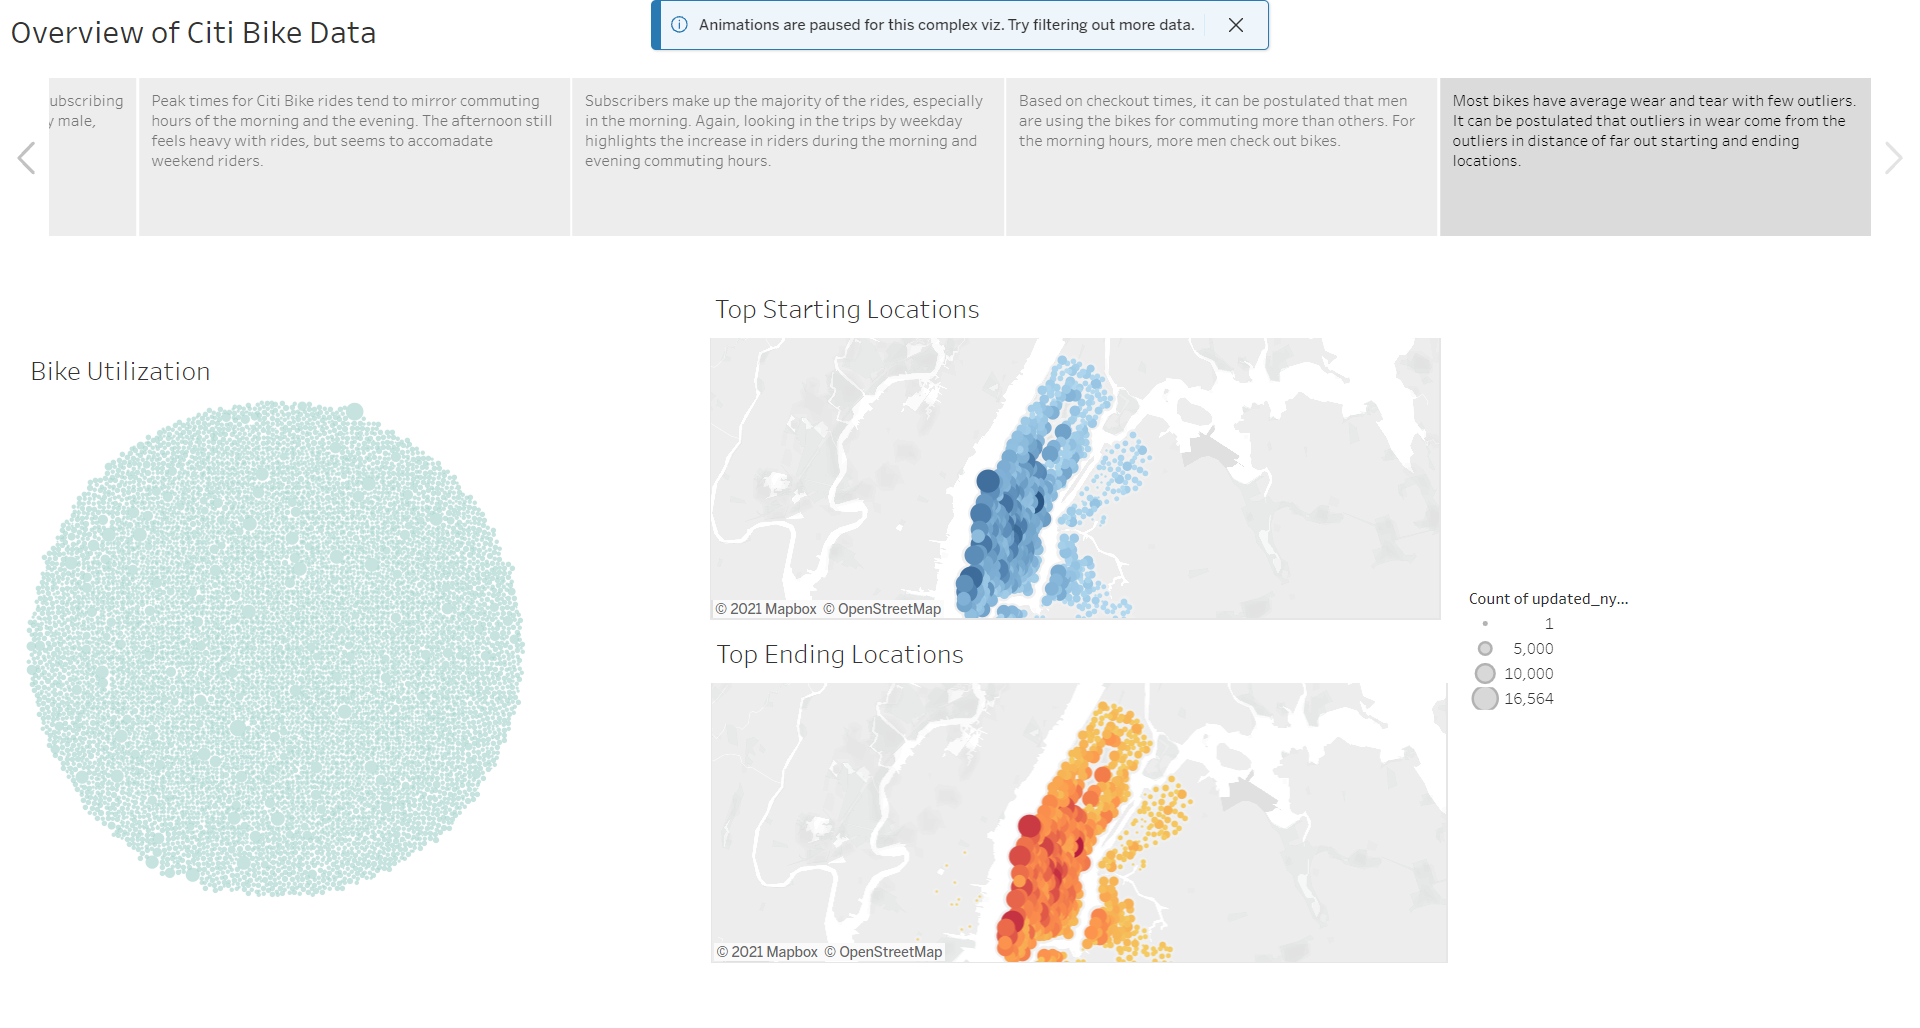 Overview of Citi Bike Data
Animations are paused for this complex viz. Try filtering out more data.
ubscribing
y male,
Peak times for Citi Bike rides tend to mirror commuting
hours of the morning and the evening. The afternoon still
feels heavy with rides, but seems to accomadate
weekend riders.
Subscribers make up the majority of the rides, especially
in the morning. Again, looking in the trips by weekday
highlights the increase in riders during the morning and
evening commuting hours.
Based on checkout times, it can be postulated that men
are using the bikes for commuting more than others. For
the morning hours, more men check out bikes.
Most bikes have average wear and tear with few outliers.
It can be postulated that outliers in wear come from the
outliers in distance of far out starting and ending
locations.
Bike Utilization
Top Starting Locations
© 2021 Mapbox © OpenStreetMap
Top Ending Locations
© 2021 Mapbox © OpenStreetMap
Count of updated_ny...
1
5,000
10,000
16,564